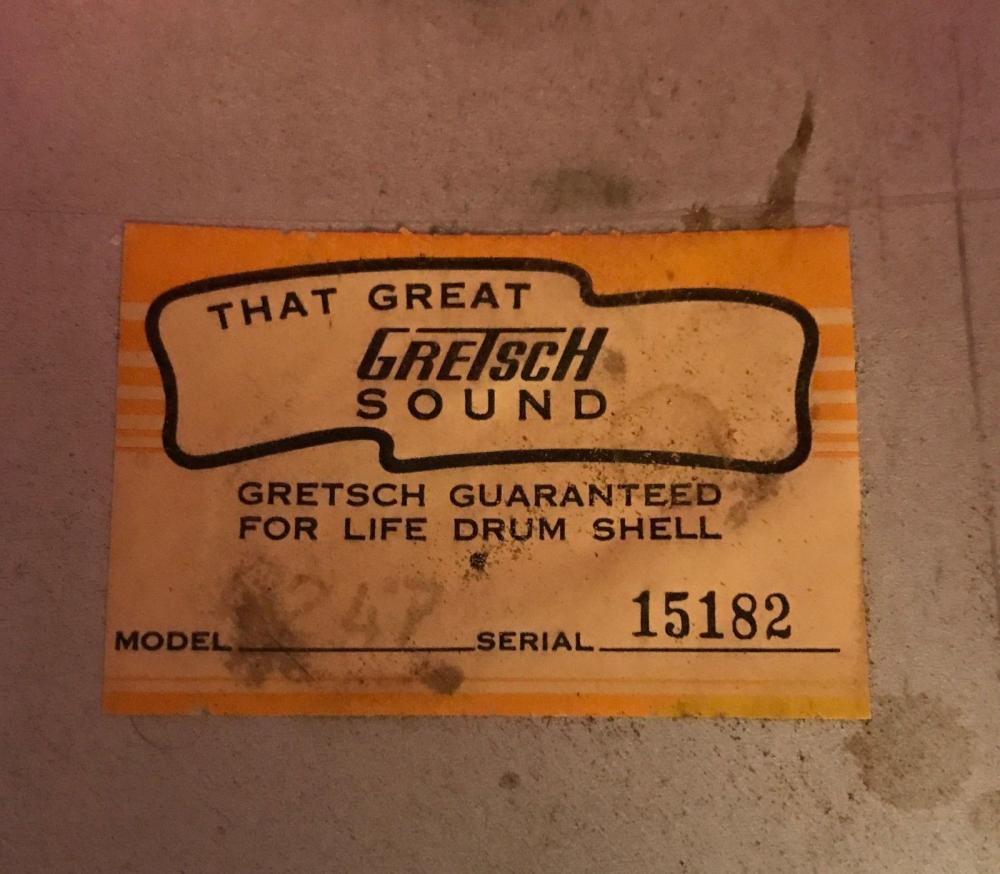 THAT GREAT
GRETSCH
SOUND
GRETSCH GUARANTEED
FOR LIFE DRUM SHELL
MODEL SERIAL 15182